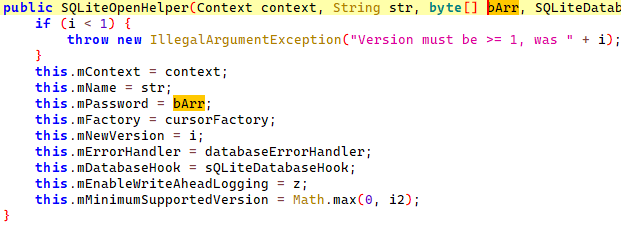 public SQLiteOpenHelper(Context context, String str, byte[] bArr, SQLiteDatab
if (i < 1) {
throw new IllegalArgumentException("Version must be >= 1, was " + i);
}
this.mContext = context;
this.mName = str;
this.mPassword = bArr;
this.mFactory = cursorFactory;
this.mNewVersion = i;
this.mErrorHandler = databaseErrorHandler;
this.mDatabaseHook = sQLiteDatabaseHook;
this.mEnableWriteAheadLogging = z;
this.mMinimumSupportedVersion = Math.max(0, i2);
}